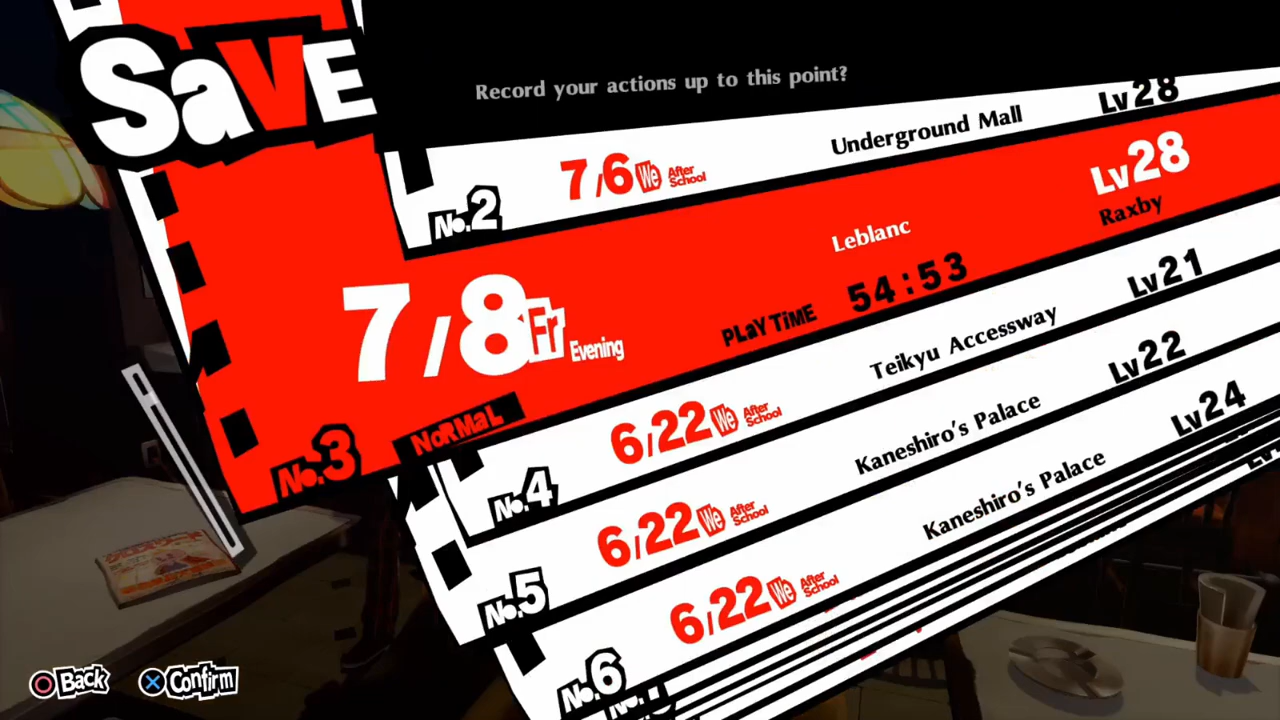 SaVE
Record your actions up to this point?
No.2 7/6 We After School Underground Mall Lv28
No.3 7/8 Fr Evening Leblanc Lv28
PLaY TiME 54:53 Raxby
NoRMaL
No.4 6/22 We After School Teikyu Accessway Lv21
No.5 6/22 We After School Kaneshiro's Palace Lv22
No.6 6/22 We After School Kaneshiro's Palace Lv24
Back Confirm